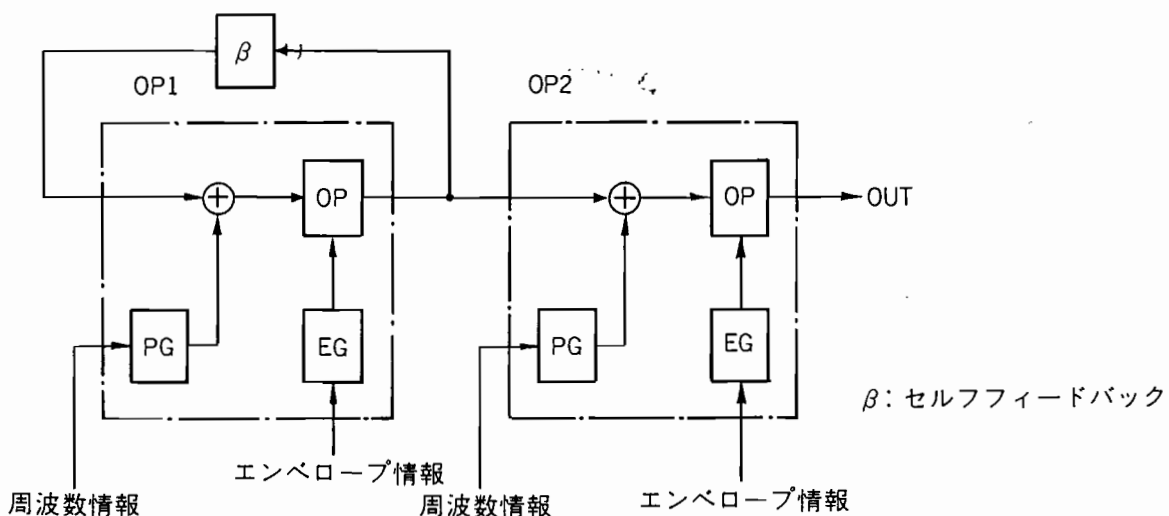 β
OP1
OP2
+
OP
+
OP
OUT
PG
EG
PG
EG
β：セルフフィードバック
エンベロープ情報
エンベロープ情報
周波数情報
周波数情報